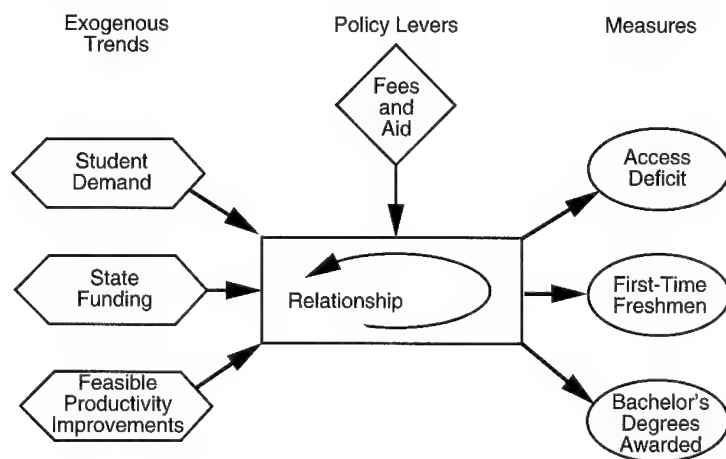 Exogenous
Trends
Policy Levers
Measures
Fees
and
Aid
Student
Demand
Access
Deficit
State
Funding
Relationship
First-Time
Freshmen
Feasible
Productivity
Improvements
Bachelor's
Degrees
Awarded